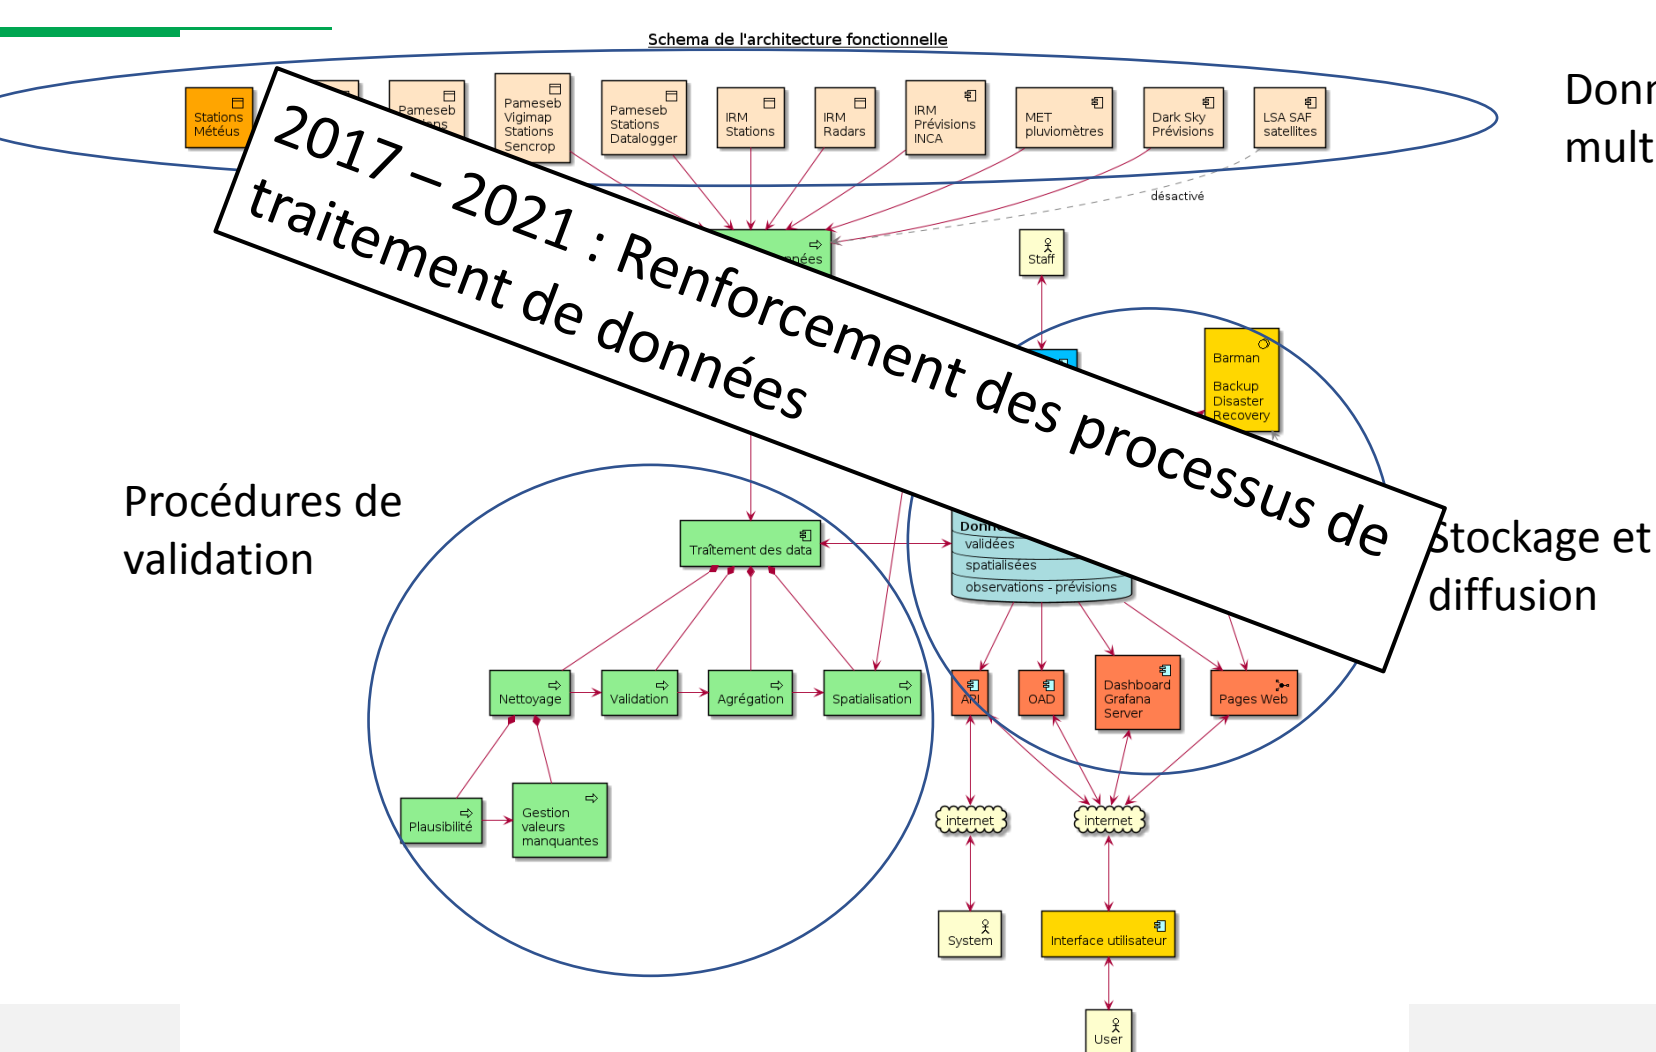 Schema de l'architecture fonctionnelle
Stations
Météus
Pameseb
Pameseb
Vigimap
Stations
Sencrop
Pameseb
Stations
Datalogger
IRM
Stations
IRM
Radars
IRM
Prévisions
INCA
MET
pluviomètres
Dark Sky
Prévisions
LSA SAF
satellites
désactivé
2017 – 2021 : Renforcement des processus de
traitement de données
Staff
Barman
Backup
Disaster
Recovery
Procédures de
validation
Stockage et
diffusion
Traîtement des data
validées
spatialisées
observations - prévisions
Nettoyage
Validation
Agrégation
Spatialisation
API
OAD
Dashboard
Grafana
Server
Pages Web
Plausibilité
Gestion
valeurs
manquantes
internet
internet
System
Interface utilisateur
User